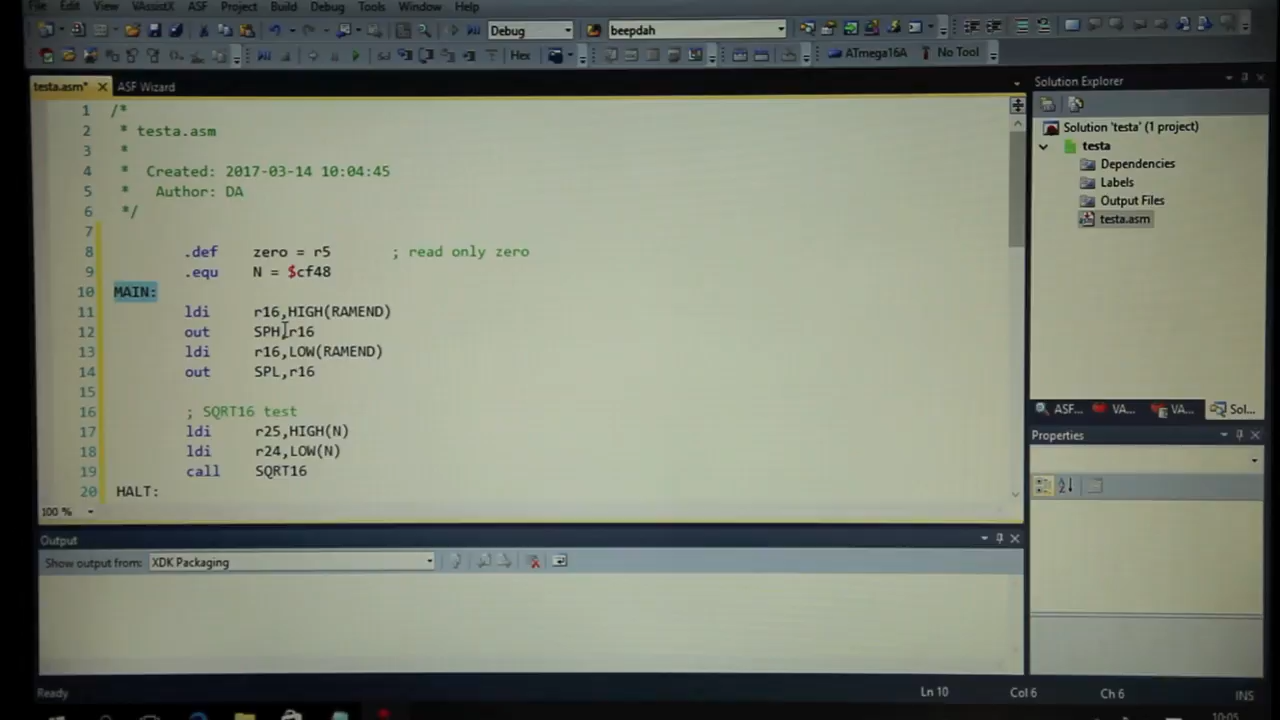 File Edit View VAssistX ASF Project Build Debug Tools Window Help
Debug beepdah
Hex ATmega16A No Tool
testa.asm* ASF Wizard
1 /*
2 * testa.asm
3 *
4 * Created: 2017-03-14 10:04:45
5 * Author: DA
6 */
7
8 .def zero = r5 ; read only zero
9 .equ N = $cf48
10 MAIN:
11 ldi r16,HIGH(RAMEND)
12 out SPH,r16
13 ldi r16,LOW(RAMEND)
14 out SPL,r16
15
16 ; SQRT16 test
17 ldi r25,HIGH(N)
18 ldi r24,LOW(N)
19 call SQRT16
20 HALT:
100 %
Solution Explorer
Solution 'testa' (1 project)
testa
Dependencies
Labels
Output Files
testa.asm
ASF... VA... VA... Sol...
Properties
Output
Show output from: XDK Packaging
Ready Ln 10 Col 6 Ch 6 INS
10:05